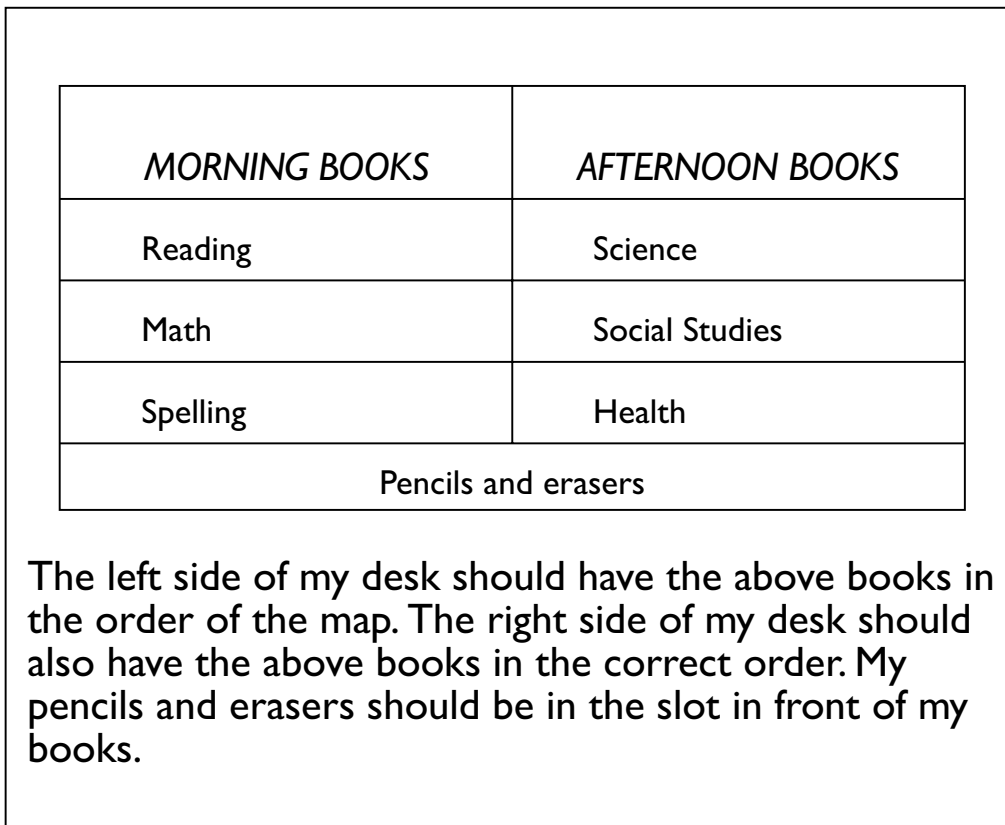 MORNING BOOKS AFTERNOON BOOKS
Reading Science
Math Social Studies
Spelling Health
Pencils and erasers
The left side of my desk should have the above books in
the order of the map. The right side of my desk should
also have the above books in the correct order. My
pencils and erasers should be in the slot in front of my
books.